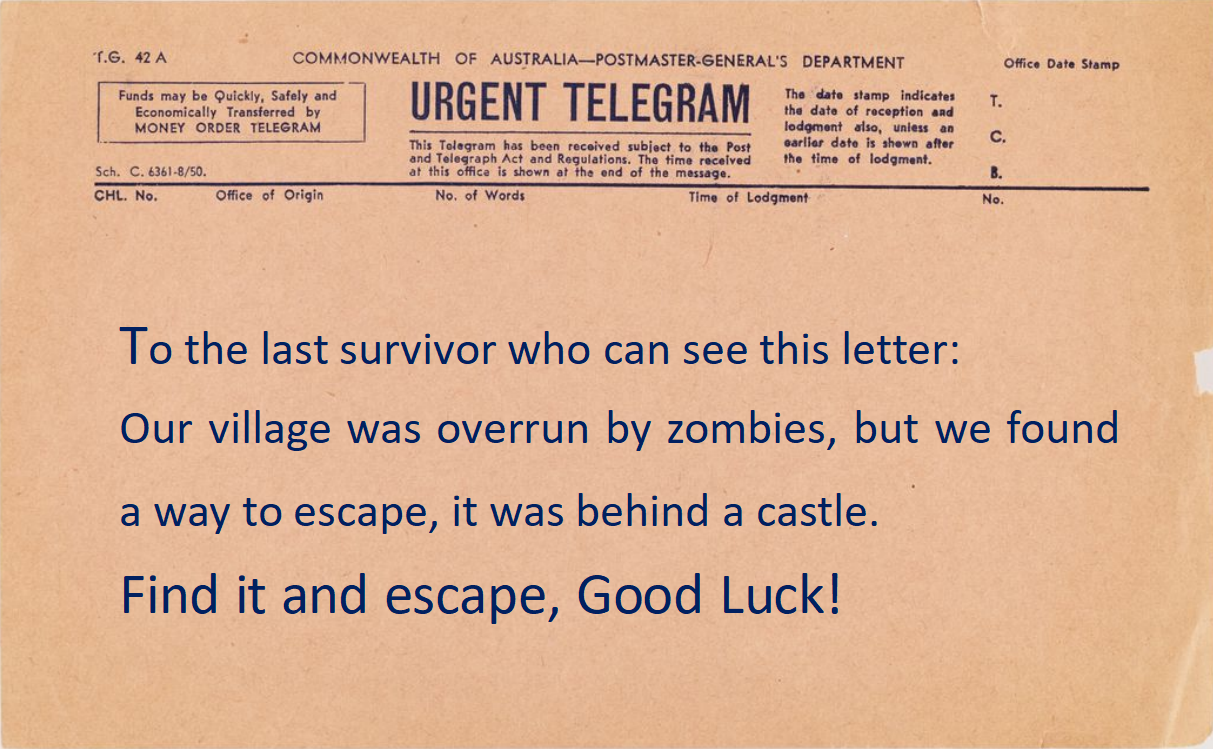 T.G. 42 A
COMMONWEALTH OF AUSTRALIA—POSTMASTER-GENERAL'S DEPARTMENT
Office Date Stamp
Funds may be Quickly, Safely and
Economically Transferred by
MONEY ORDER TELEGRAM
Sch. C. 6361-8/50.
URGENT TELEGRAM
This Telegram has been received subject to the Post
and Telegraph Act and Regulations. The time received
at this office is shown at the end of the message.
The date stamp indicates
the date of reception and
lodgment also, unless an
earlier date is shown after
the time of lodgment.
T.
C.
B.
CHL. No. Office of Origin No. of Words Time of Lodgment No.
To the last survivor who can see this letter:
Our village was overrun by zombies, but we found
a way to escape, it was behind a castle.
Find it and escape, Good Luck!